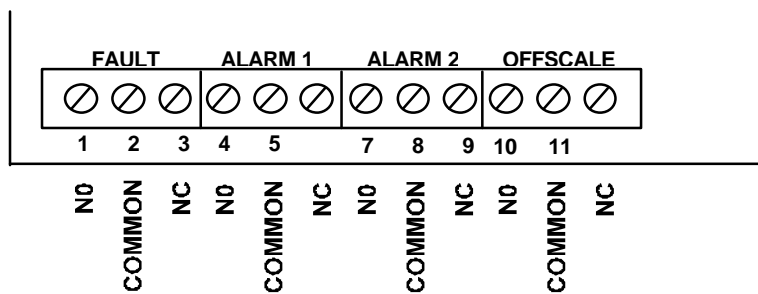 FAULT ALARM 1 ALARM 2 OFFSCALE
1 2 3 4 5 7 8 9 10 11
N0 COMMON NC N0 COMMON NC N0 COMMON NC N0 COMMON NC